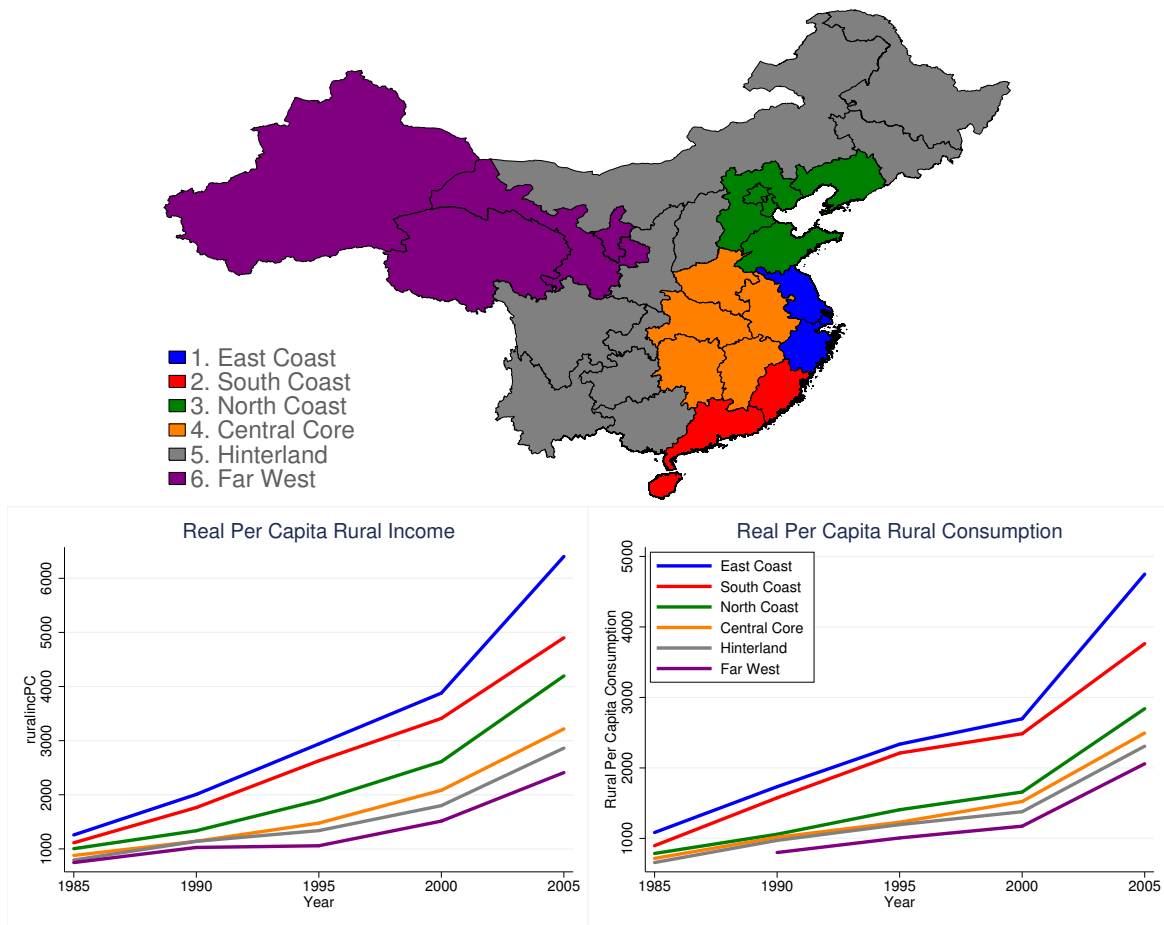 1. East Coast
2. South Coast
3. North Coast
4. Central Core
5. Hinterland
6. Far West
Real Per Capita Rural Income
ruralincPC
6000
5000
4000
3000
2000
1000
1985 1990 1995 2000 2005
Year
Real Per Capita Rural Consumption
Rural Per Capita Consumption
5000
4000
3000
2000
1000
East Coast
South Coast
North Coast
Central Core
Hinterland
Far West
1985 1990 1995 2000 2005
Year